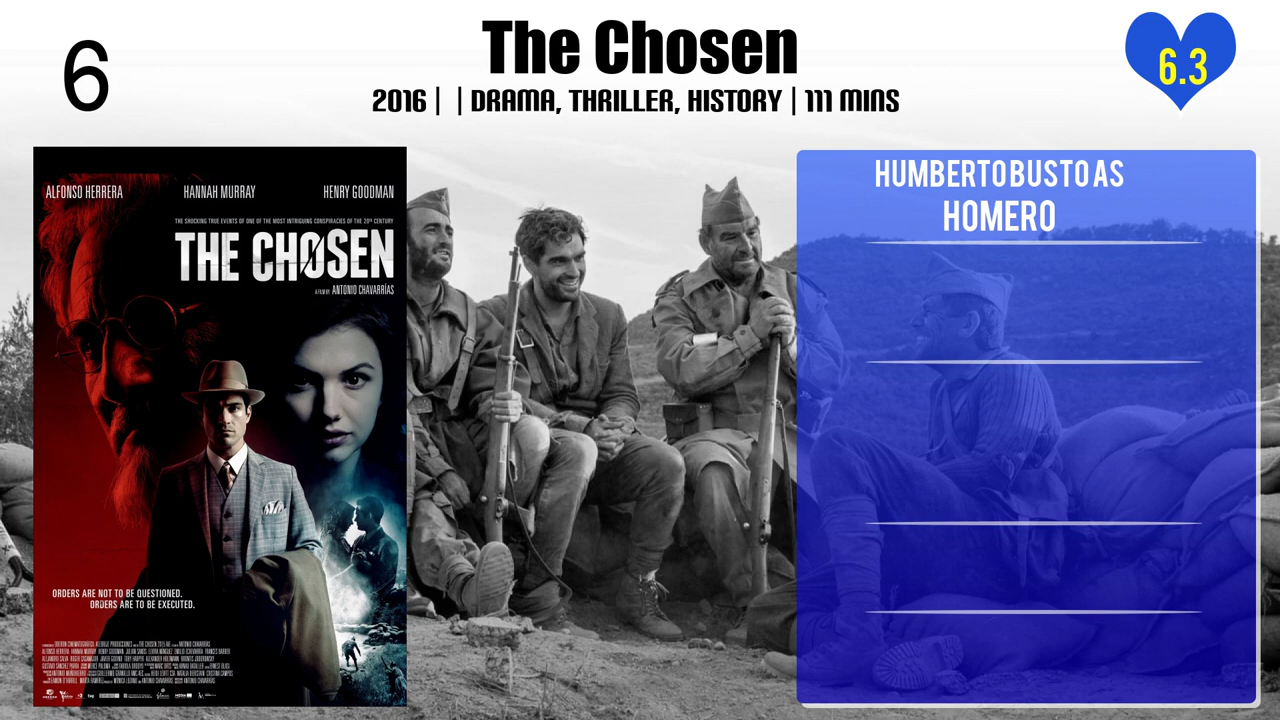 6
The Chosen
2016 | | DRAMA, THRILLER, HISTORY | 111 MINS
6.3
ALFONSO HERRERA HANNAH MURRAY HENRY GOODMAN
THE SHOCKING TRUE EVENTS OF ONE OF THE MOST INTRIGUING CONSPIRACIES OF THE 20TH CENTURY
THE CHOSEN
A FILM BY ANTONIO CHAVARRÍAS
ORDERS ARE NOT TO BE QUESTIONED.
ORDERS ARE TO BE EXECUTED.
HUMBERTO BUSTO AS
HOMERO